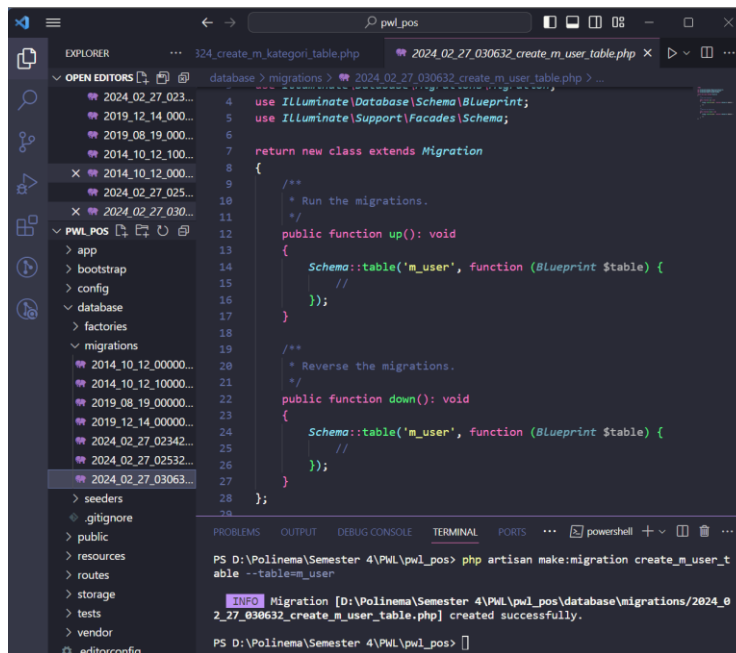 pwl_pos
EXPLORER
OPEN EDITORS
2024_02_27_023...
2019_12_14_000...
2019_08_19_000...
2014_10_12_100...
2014_10_12_000...
2024_02_27_025...
2024_02_27_030...
PWL_POS
app
bootstrap
config
database
factories
migrations
2014_10_12_00000...
2014_10_12_10000...
2019_08_19_00000...
2019_12_14_00000...
2024_02_27_02342...
2024_02_27_02532...
2024_02_27_03063...
seeders
.gitignore
public
resources
routes
storage
tests
vendor
.editorconfig
324_create_m_kategori_table.php
2024_02_27_030632_create_m_user_table.php
database > migrations > 2024_02_27_030632_create_m_user_table.php > ...
4 use Illuminate\Database\Schema\Blueprint;
5 use Illuminate\Support\Facades\Schema;
6
7 return new class extends Migration
8 {
9 /**
10 * Run the migrations.
11 */
12 public function up(): void
13 {
14 Schema::table('m_user', function (Blueprint $table) {
15 //
16 });
17 }
18
19 /**
20 * Reverse the migrations.
21 */
22 public function down(): void
23 {
24 Schema::table('m_user', function (Blueprint $table) {
25 //
26 });
27 }
28 };
29
PROBLEMS OUTPUT DEBUG CONSOLE TERMINAL PORTS ... powershell
PS D:\Polinema\Semester 4\PWL\pwl_pos> php artisan make:migration create_m_user_t
able --table=m_user
INFO Migration [D:\Polinema\Semester 4\PWL\pwl_pos\database\migrations/2024_0
2_27_030632_create_m_user_table.php] created successfully.
PS D:\Polinema\Semester 4\PWL\pwl_pos>